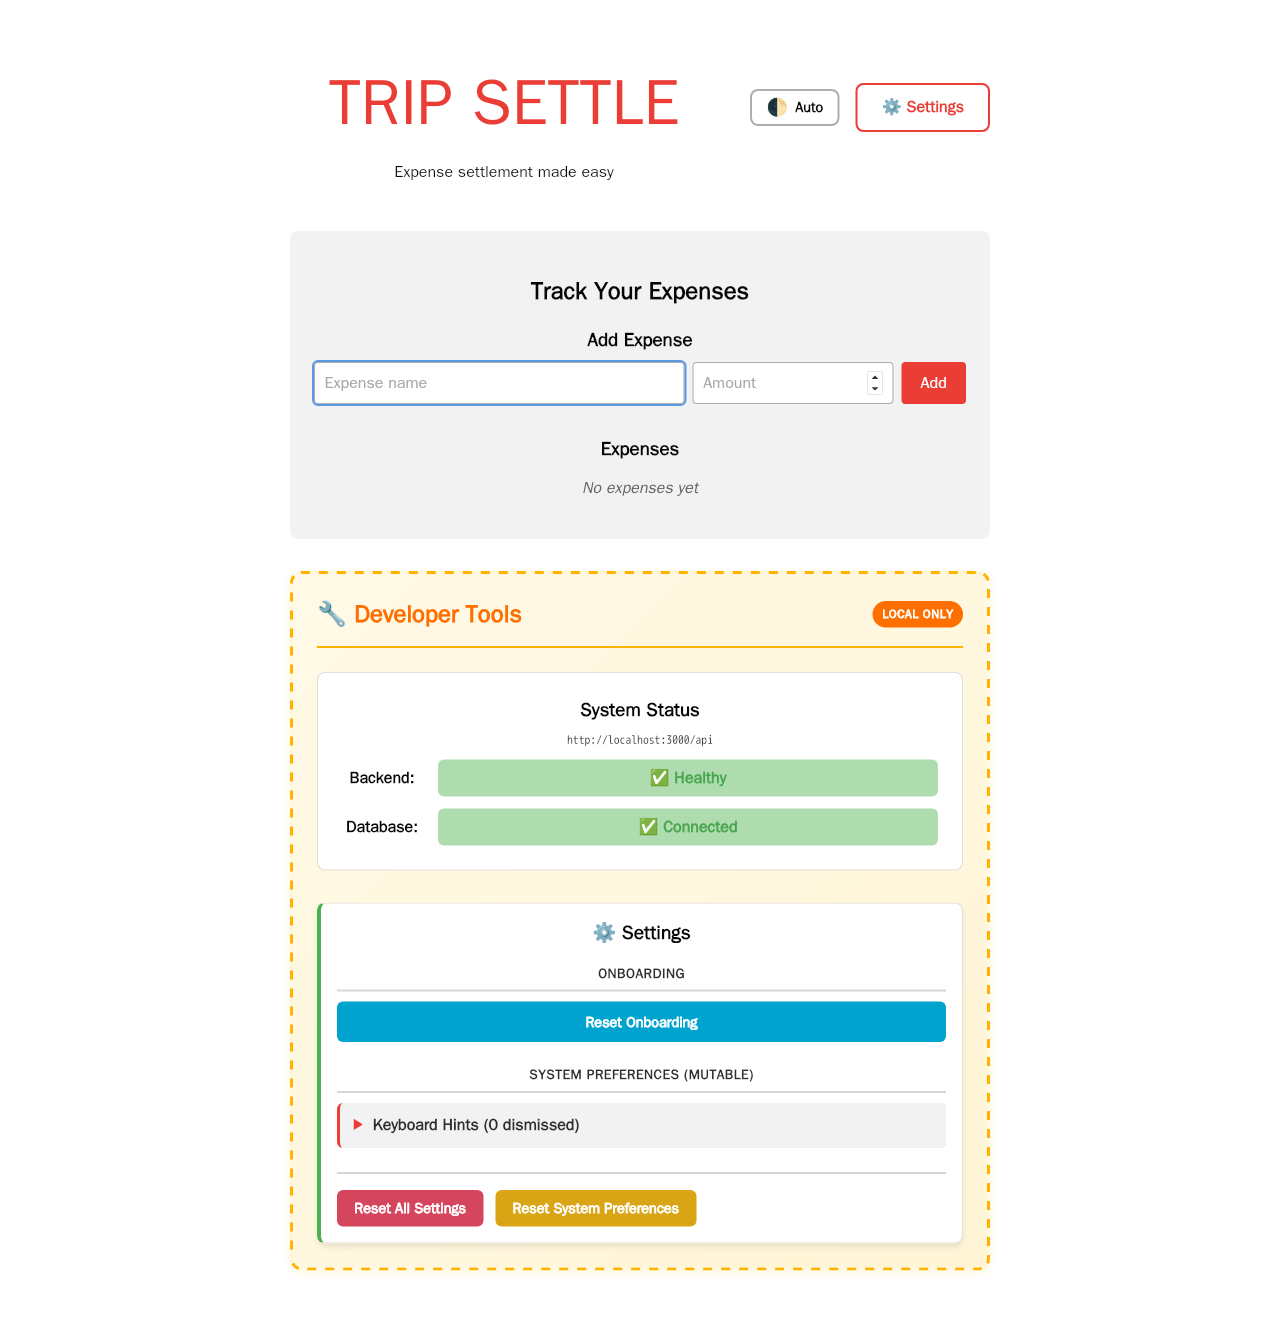 TRIP SETTLE
🌓 Auto
⚙️ Settings
Expense settlement made easy
Track Your Expenses
Add Expense
Expense name
Amount
Add
Expenses
No expenses yet
🔧 Developer Tools
LOCAL ONLY
System Status
http://localhost:3000/api
Backend:
✅ Healthy
Database:
✅ Connected
⚙️ Settings
ONBOARDING
Reset Onboarding
SYSTEM PREFERENCES (MUTABLE)
▶ Keyboard Hints (0 dismissed)
Reset All Settings
Reset System Preferences